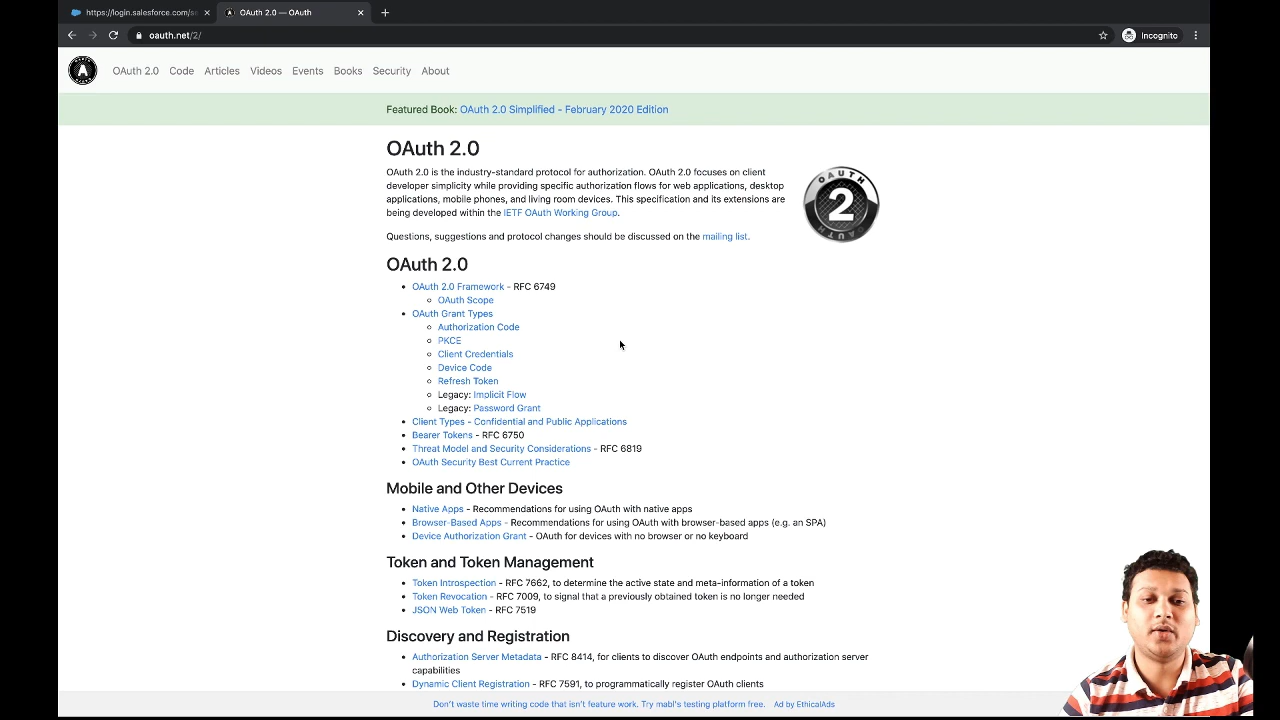 https://login.salesforce.com/se
OAuth 2.0 — OAuth
oauth.net/2/
Incognito
OAuth 2.0 Code Articles Videos Events Books Security About
Featured Book: OAuth 2.0 Simplified - February 2020 Edition
OAuth 2.0
OAuth 2.0 is the industry-standard protocol for authorization. OAuth 2.0 focuses on client
developer simplicity while providing specific authorization flows for web applications, desktop
applications, mobile phones, and living room devices. This specification and its extensions are
being developed within the IETF OAuth Working Group.
OAUTH
2
OAUTH
Questions, suggestions and protocol changes should be discussed on the mailing list.
OAuth 2.0
• OAuth 2.0 Framework - RFC 6749
◦ OAuth Scope
• OAuth Grant Types
◦ Authorization Code
◦ PKCE
◦ Client Credentials
◦ Device Code
◦ Refresh Token
◦ Legacy: Implicit Flow
◦ Legacy: Password Grant
• Client Types - Confidential and Public Applications
• Bearer Tokens - RFC 6750
• Threat Model and Security Considerations - RFC 6819
• OAuth Security Best Current Practice
Mobile and Other Devices
• Native Apps - Recommendations for using OAuth with native apps
• Browser-Based Apps - Recommendations for using OAuth with browser-based apps (e.g. an SPA)
• Device Authorization Grant - OAuth for devices with no browser or no keyboard
Token and Token Management
• Token Introspection - RFC 7662, to determine the active state and meta-information of a token
• Token Revocation - RFC 7009, to signal that a previously obtained token is no longer needed
• JSON Web Token - RFC 7519
Discovery and Registration
• Authorization Server Metadata - RFC 8414, for clients to discover OAuth endpoints and authorization server
capabilities
• Dynamic Client Registration - RFC 7591, to programmatically register OAuth clients
Don't waste time writing code that isn't feature work. Try mabl's testing platform free. Ad by EthicalAds